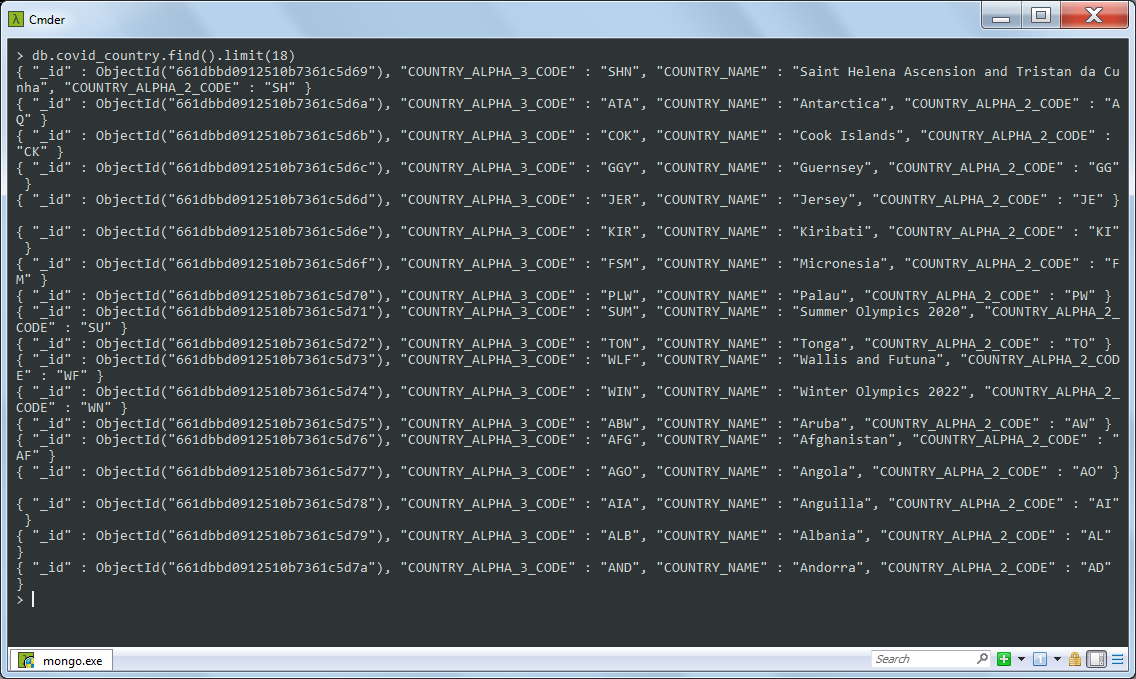 Cmder
> db.covid_country.find().limit(18)
{ "_id" : ObjectId("661dbbd0912510b7361c5d69"), "COUNTRY_ALPHA_3_CODE" : "SHN", "COUNTRY_NAME" : "Saint Helena Ascension and Tristan da Cu
nha", "COUNTRY_ALPHA_2_CODE" : "SH" }
{ "_id" : ObjectId("661dbbd0912510b7361c5d6a"), "COUNTRY_ALPHA_3_CODE" : "ATA", "COUNTRY_NAME" : "Antarctica", "COUNTRY_ALPHA_2_CODE" : "A
Q" }
{ "_id" : ObjectId("661dbbd0912510b7361c5d6b"), "COUNTRY_ALPHA_3_CODE" : "COK", "COUNTRY_NAME" : "Cook Islands", "COUNTRY_ALPHA_2_CODE" :
"CK" }
{ "_id" : ObjectId("661dbbd0912510b7361c5d6c"), "COUNTRY_ALPHA_3_CODE" : "GGY", "COUNTRY_NAME" : "Guernsey", "COUNTRY_ALPHA_2_CODE" : "GG"
}
{ "_id" : ObjectId("661dbbd0912510b7361c5d6d"), "COUNTRY_ALPHA_3_CODE" : "JER", "COUNTRY_NAME" : "Jersey", "COUNTRY_ALPHA_2_CODE" : "JE" }
{ "_id" : ObjectId("661dbbd0912510b7361c5d6e"), "COUNTRY_ALPHA_3_CODE" : "KIR", "COUNTRY_NAME" : "Kiribati", "COUNTRY_ALPHA_2_CODE" : "KI"
}
{ "_id" : ObjectId("661dbbd0912510b7361c5d6f"), "COUNTRY_ALPHA_3_CODE" : "FSM", "COUNTRY_NAME" : "Micronesia", "COUNTRY_ALPHA_2_CODE" : "F
M" }
{ "_id" : ObjectId("661dbbd0912510b7361c5d70"), "COUNTRY_ALPHA_3_CODE" : "PLW", "COUNTRY_NAME" : "Palau", "COUNTRY_ALPHA_2_CODE" : "PW" }
{ "_id" : ObjectId("661dbbd0912510b7361c5d71"), "COUNTRY_ALPHA_3_CODE" : "SUM", "COUNTRY_NAME" : "Summer Olympics 2020", "COUNTRY_ALPHA_2_
CODE" : "SU" }
{ "_id" : ObjectId("661dbbd0912510b7361c5d72"), "COUNTRY_ALPHA_3_CODE" : "TON", "COUNTRY_NAME" : "Tonga", "COUNTRY_ALPHA_2_CODE" : "TO" }
{ "_id" : ObjectId("661dbbd0912510b7361c5d73"), "COUNTRY_ALPHA_3_CODE" : "WLF", "COUNTRY_NAME" : "Wallis and Futuna", "COUNTRY_ALPHA_2_COD
E" : "WF" }
{ "_id" : ObjectId("661dbbd0912510b7361c5d74"), "COUNTRY_ALPHA_3_CODE" : "WIN", "COUNTRY_NAME" : "Winter Olympics 2022", "COUNTRY_ALPHA_2_
CODE" : "WN" }
{ "_id" : ObjectId("661dbbd0912510b7361c5d75"), "COUNTRY_ALPHA_3_CODE" : "ABW", "COUNTRY_NAME" : "Aruba", "COUNTRY_ALPHA_2_CODE" : "AW" }
{ "_id" : ObjectId("661dbbd0912510b7361c5d76"), "COUNTRY_ALPHA_3_CODE" : "AFG", "COUNTRY_NAME" : "Afghanistan", "COUNTRY_ALPHA_2_CODE" : "
AF" }
{ "_id" : ObjectId("661dbbd0912510b7361c5d77"), "COUNTRY_ALPHA_3_CODE" : "AGO", "COUNTRY_NAME" : "Angola", "COUNTRY_ALPHA_2_CODE" : "AO" }
{ "_id" : ObjectId("661dbbd0912510b7361c5d78"), "COUNTRY_ALPHA_3_CODE" : "AIA", "COUNTRY_NAME" : "Anguilla", "COUNTRY_ALPHA_2_CODE" : "AI"
}
{ "_id" : ObjectId("661dbbd0912510b7361c5d79"), "COUNTRY_ALPHA_3_CODE" : "ALB", "COUNTRY_NAME" : "Albania", "COUNTRY_ALPHA_2_CODE" : "AL"
}
{ "_id" : ObjectId("661dbbd0912510b7361c5d7a"), "COUNTRY_ALPHA_3_CODE" : "AND", "COUNTRY_NAME" : "Andorra", "COUNTRY_ALPHA_2_CODE" : "AD"
}
>
mongo.exe
Search